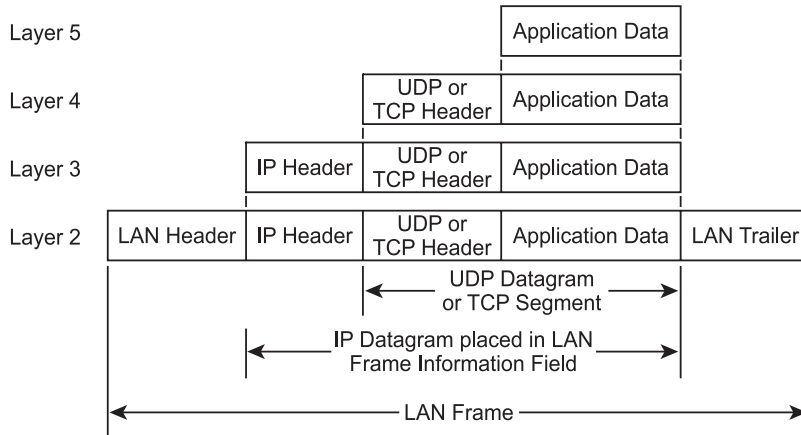 Layer 5
Application Data
Layer 4
UDP or
TCP Header
Application Data
Layer 3
IP Header
UDP or
TCP Header
Application Data
Layer 2
LAN Header
IP Header
UDP or
TCP Header
Application Data
LAN Trailer
UDP Datagram
or TCP Segment
IP Datagram placed in LAN
Frame Information Field
LAN Frame